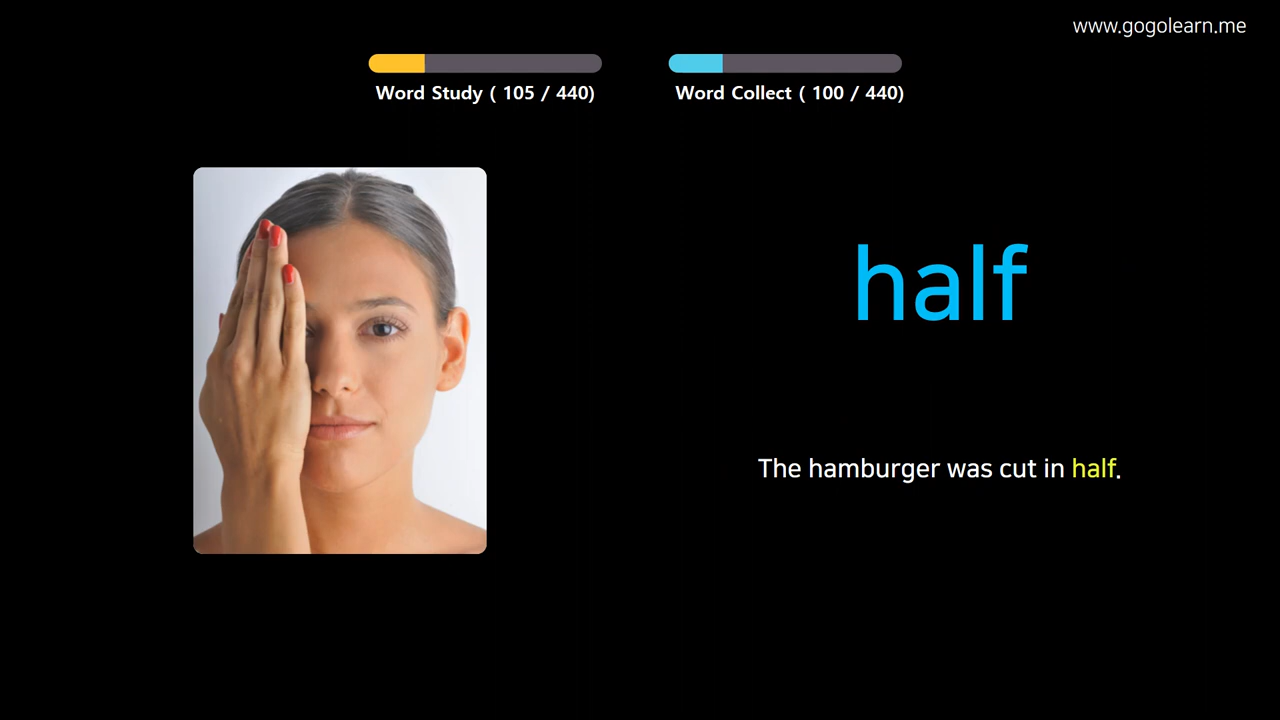 www.gogolearn.me
Word Study ( 105 / 440)
Word Collect ( 100 / 440)
half
The hamburger was cut in half.